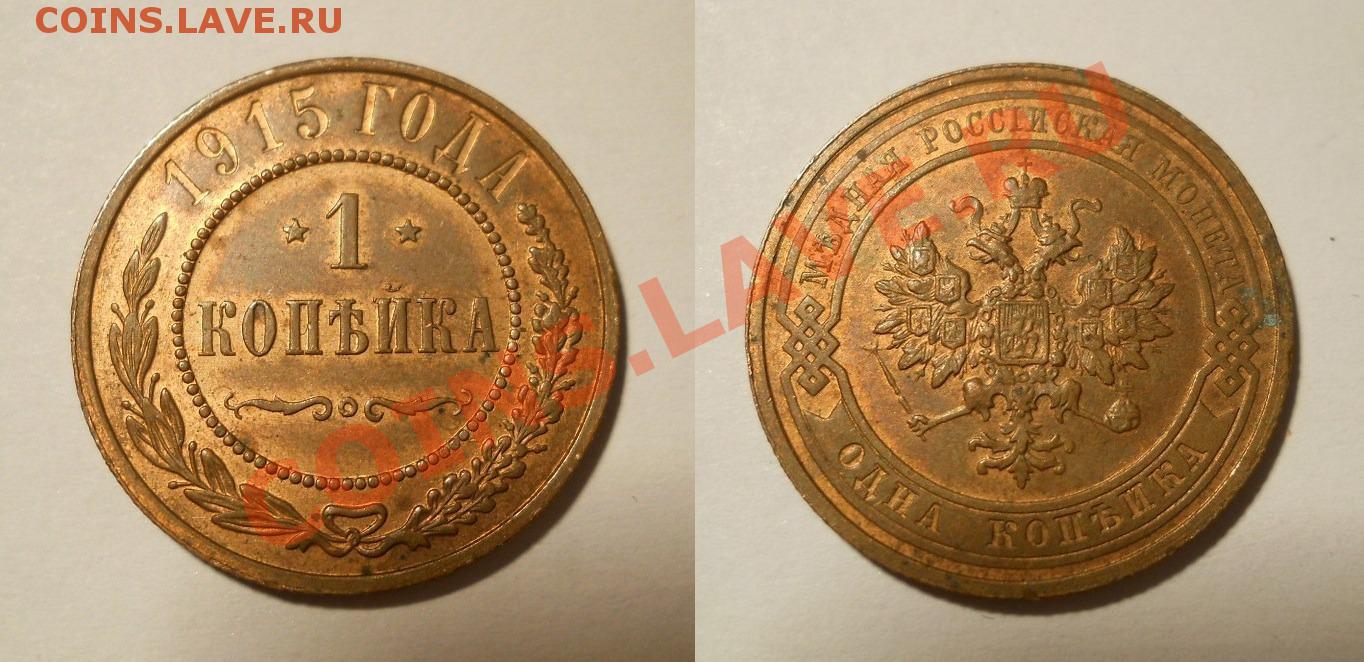 COINS.LAVE.RU
1915 ГОДА
1
КОПѢЙКА
COINS.LAVE.RU
МѢДНАЯ РОССІЙСКАЯ МОНЕТА
ОДНА КОПѢЙКА